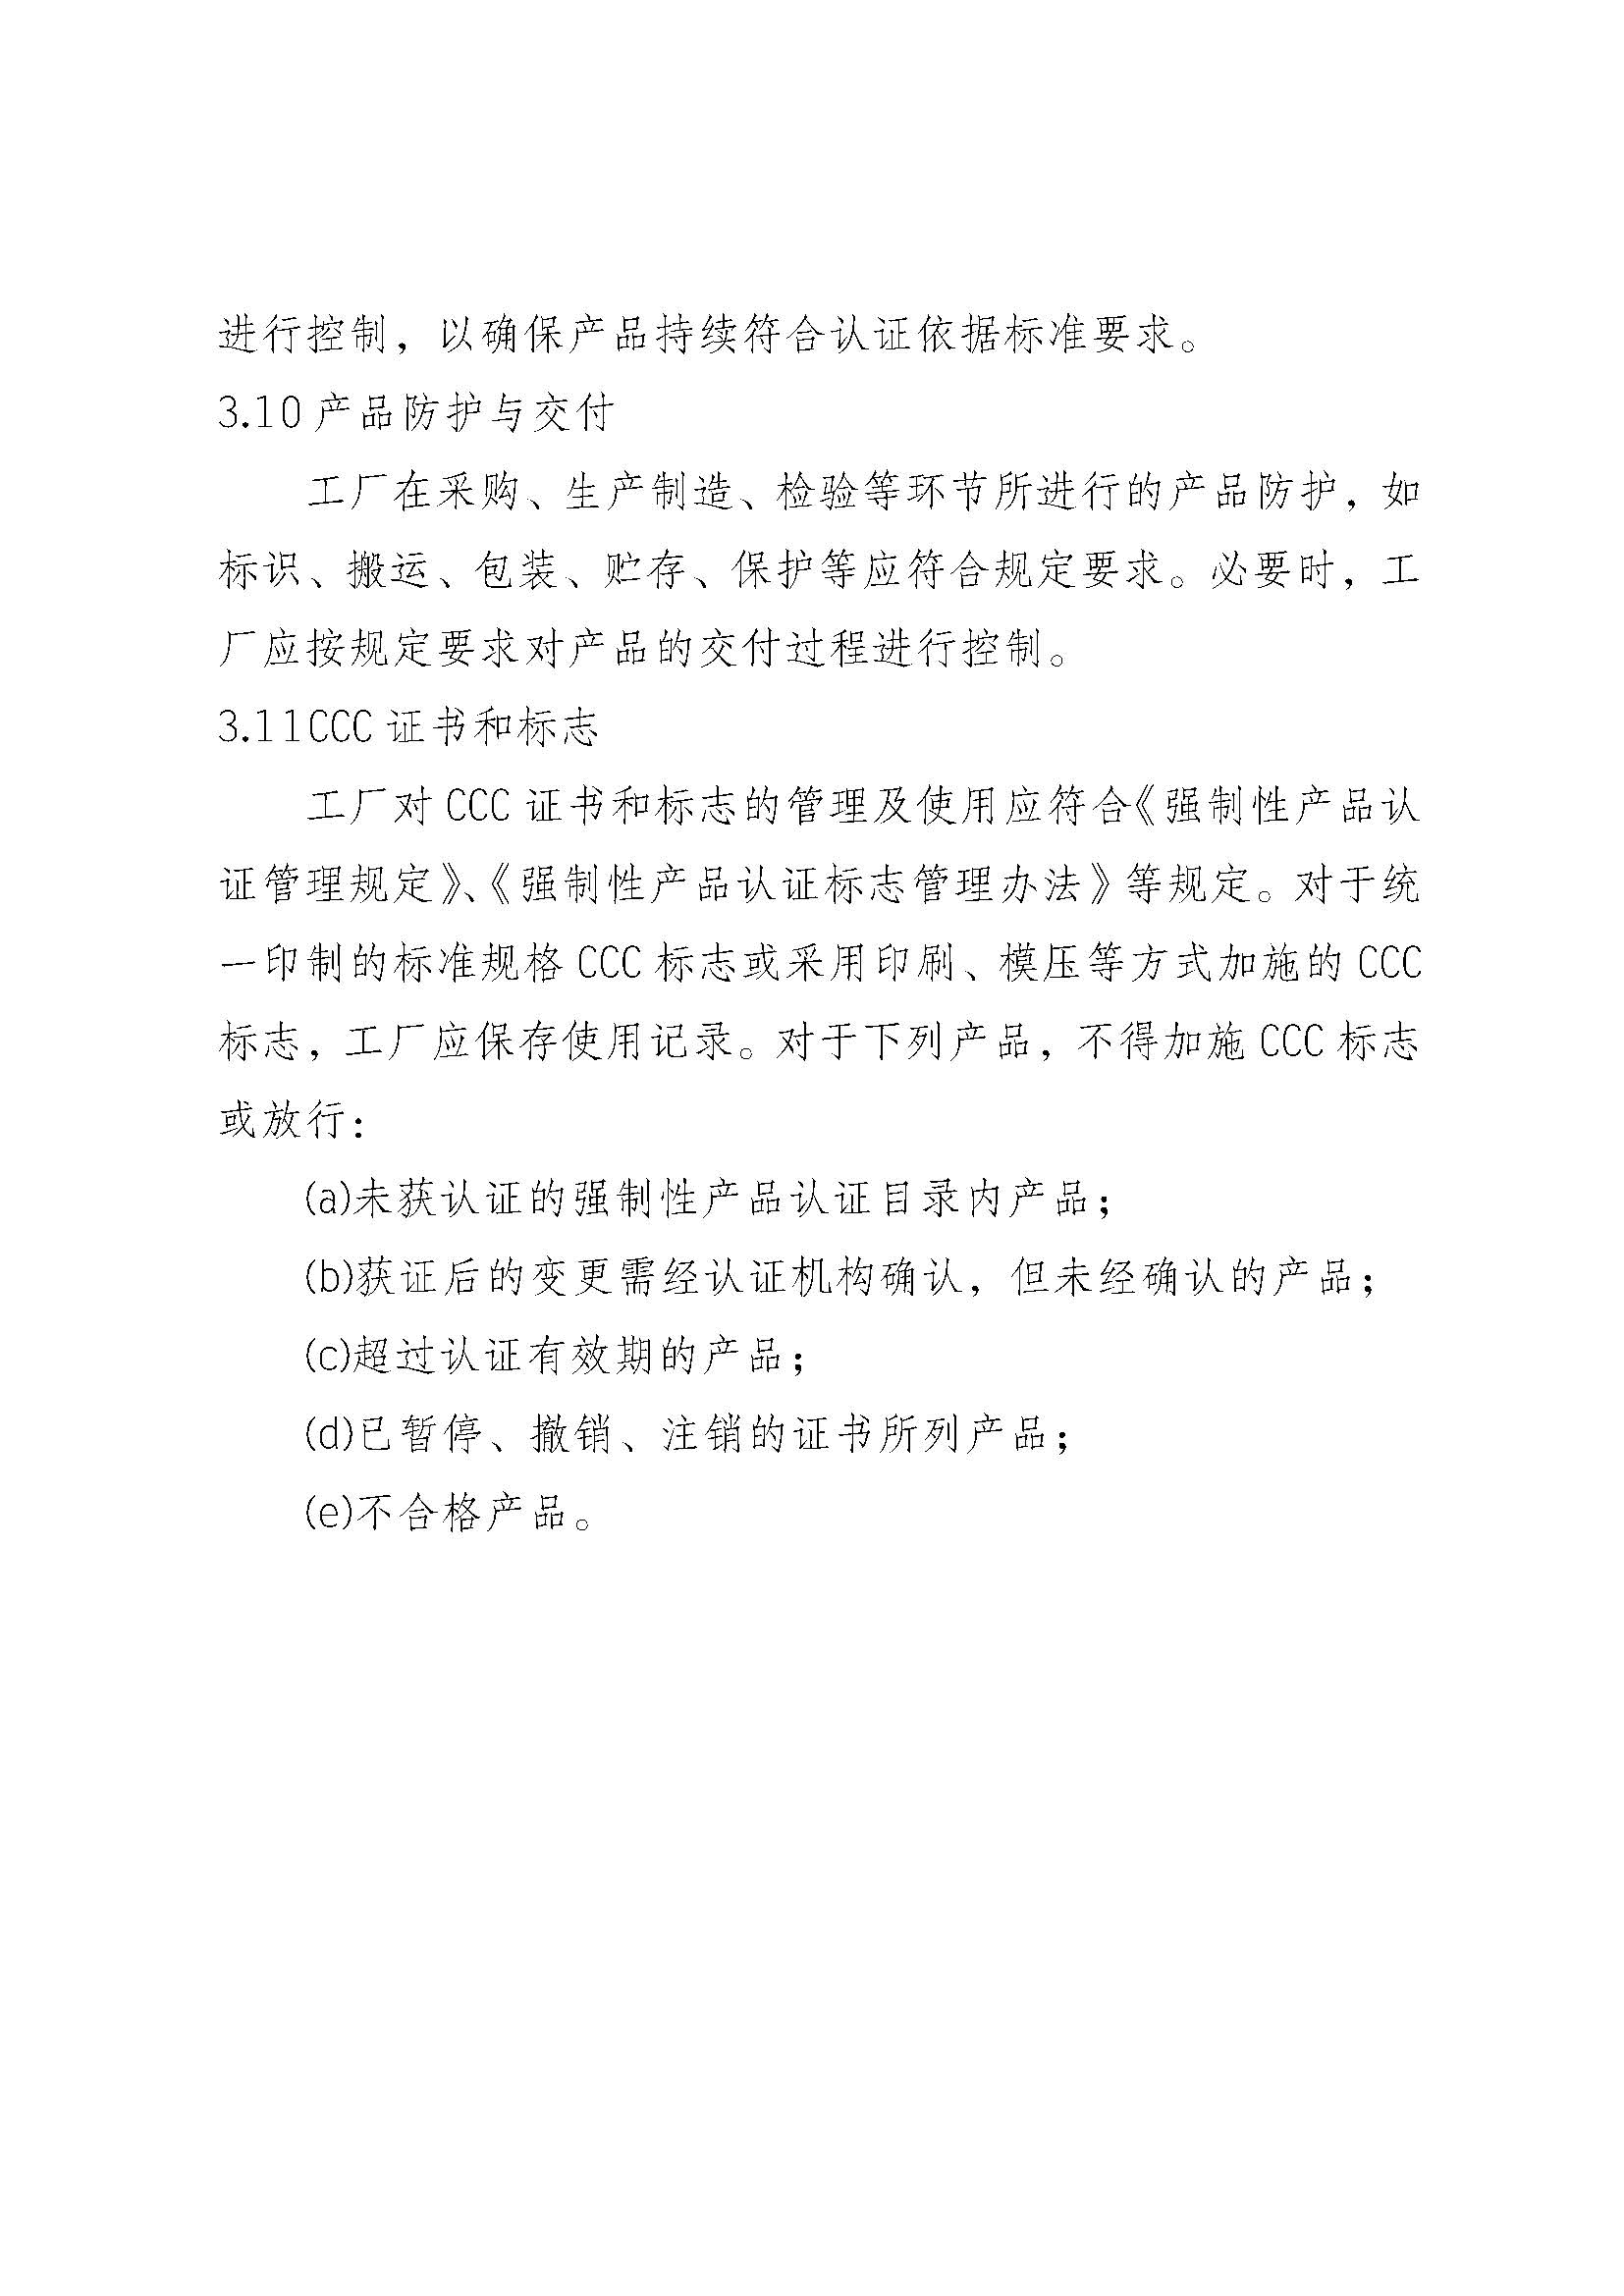 进行控制，以确保产品持续符合认证依据标准要求。
3.10 产品防护与交付
工厂在采购、生产制造、检验等环节所进行的产品防护，如
标识、搬运、包装、贮存、保护等应符合规定要求。必要时，工
厂应按规定要求对产品的交付过程进行控制。
3.11CCC 证书和标志
工厂对 CCC 证书和标志的管理及使用应符合《强制性产品认
证管理规定》、《强制性产品认证标志管理办法》等规定。对于统
一印制的标准规格 CCC 标志或采用印刷、模压等方式加施的 CCC
标志，工厂应保存使用记录。对于下列产品，不得加施 CCC 标志
或放行：
(a)未获认证的强制性产品认证目录内产品；
(b)获证后的变更需经认证机构确认，但未经确认的产品；
(c)超过认证有效期的产品；
(d)已暂停、撤销、注销的证书所列产品；
(e)不合格产品。